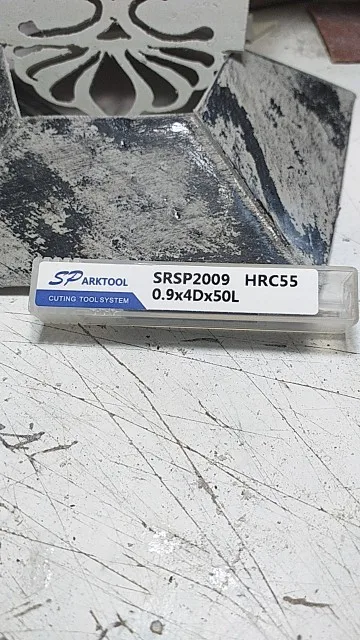 SPARKTOOL
CUTING TOOL SYSTEM
SRSP2009 HRC55
0.9x4Dx50L